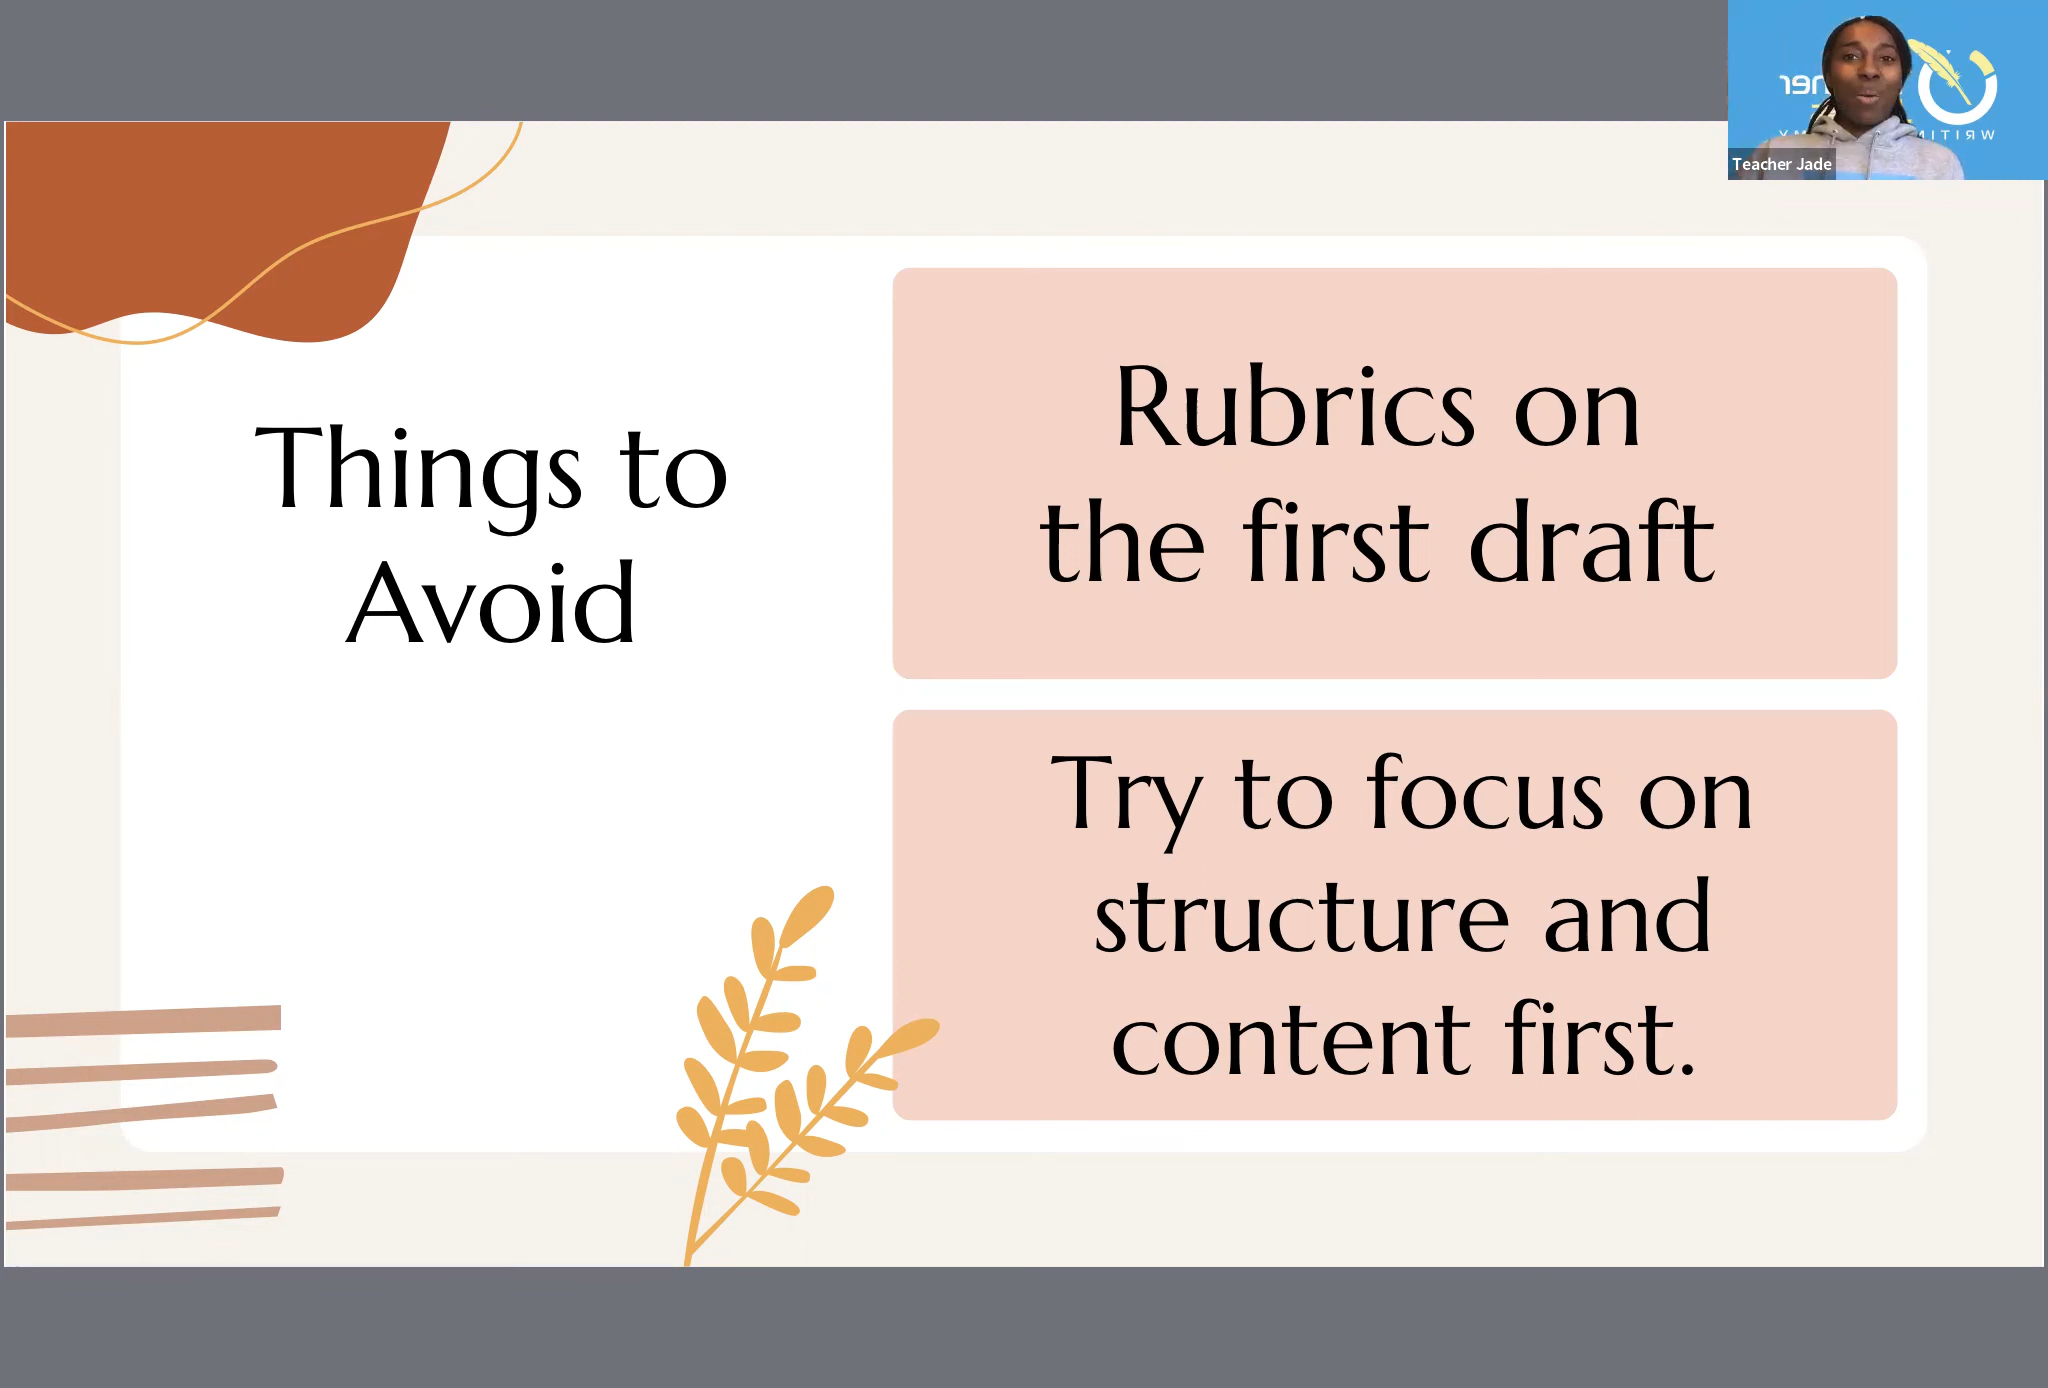 Teacher Jade
Things to
Avoid
Rubrics on
the first draft
Try to focus on
structure and
content first.